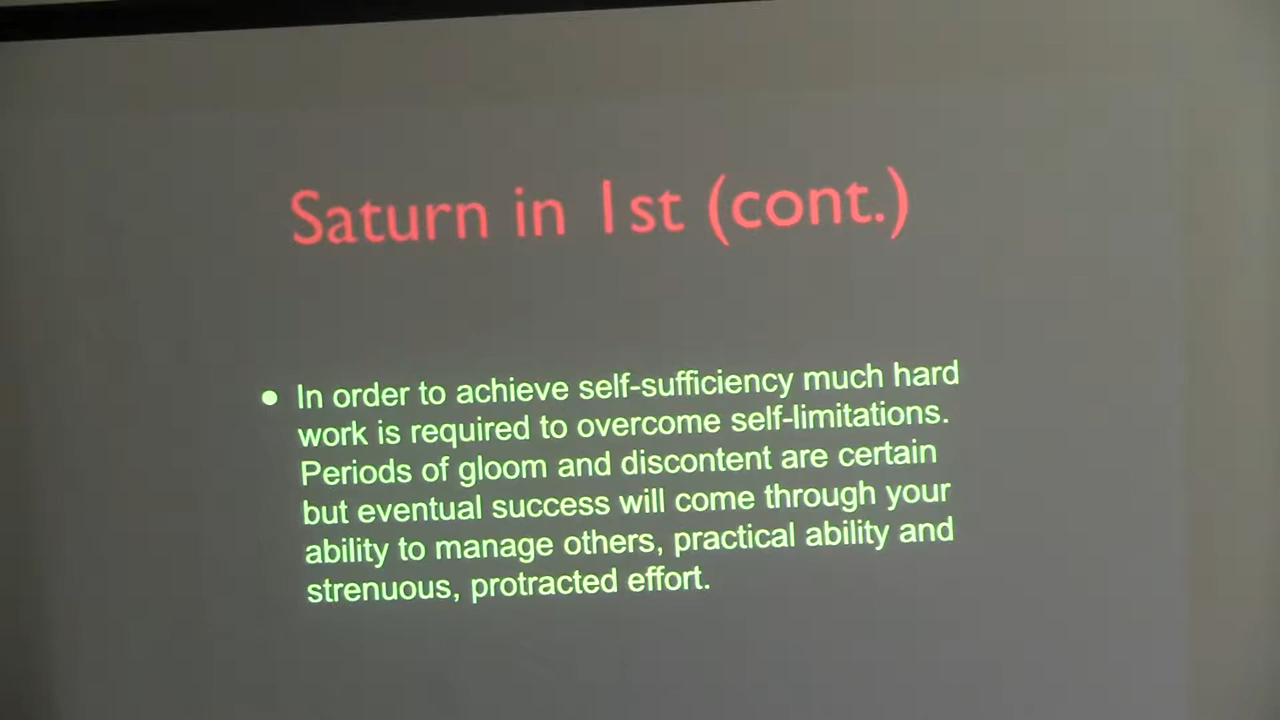 Saturn in 1st (cont.)
• In order to achieve self-sufficiency much hard
work is required to overcome self-limitations.
Periods of gloom and discontent are certain
but eventual success will come through your
ability to manage others, practical ability and
strenuous, protracted effort.